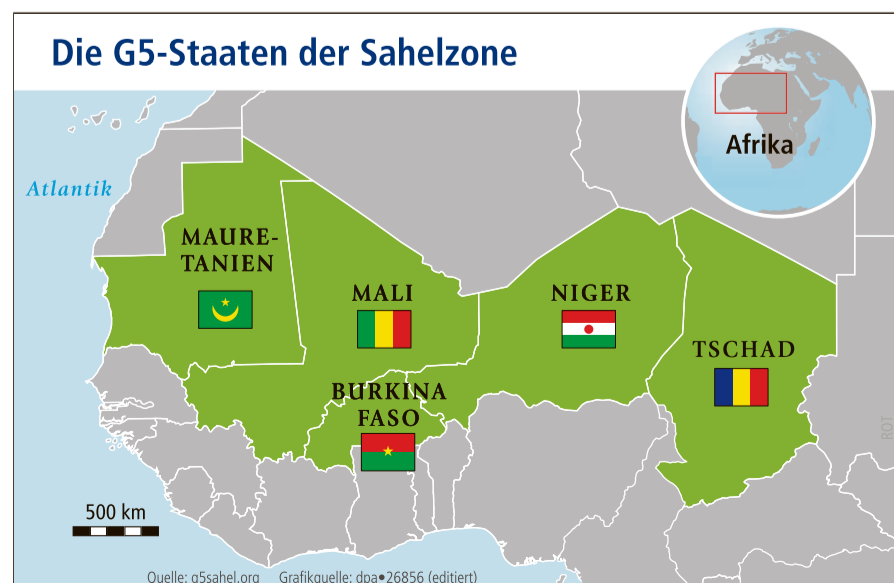 Die G5-Staaten der Sahelzone
Afrika
Atlantik
MAURE-
TANIEN
MALI
NIGER
TSCHAD
BURKINA
FASO
500 km
ROT
Quelle: g5sahel.org Grafikquelle: dpa•26856 (editiert)